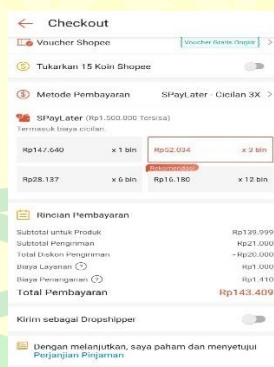 Checkout
Voucher Shopee Voucher Gratis Ongkir >
Tukarkan 15 Koin Shopee
Metode Pembayaran SPayLater - Cicilan 3X >
SPayLater (Rp1.500.000 Tersisa)
Termasuk biaya cicilan.
Rp147.640 x 1 bln Rp52.034 x 3 bln
Rekomendasi
Rp28.137 x 6 bln Rp16.180 x 12 bln
Rincian Pembayaran
Subtotal untuk Produk Rp139.999
Subtotal Pengiriman Rp21.000
Total Diskon Pengiriman -Rp20.000
Biaya Layanan ? Rp1.000
Biaya Penanganan ? Rp1.410
Total Pembayaran Rp143.409
Kirim sebagai Dropshipper
Dengan melanjutkan, saya paham dan menyetujui
Perjanjian Pinjaman